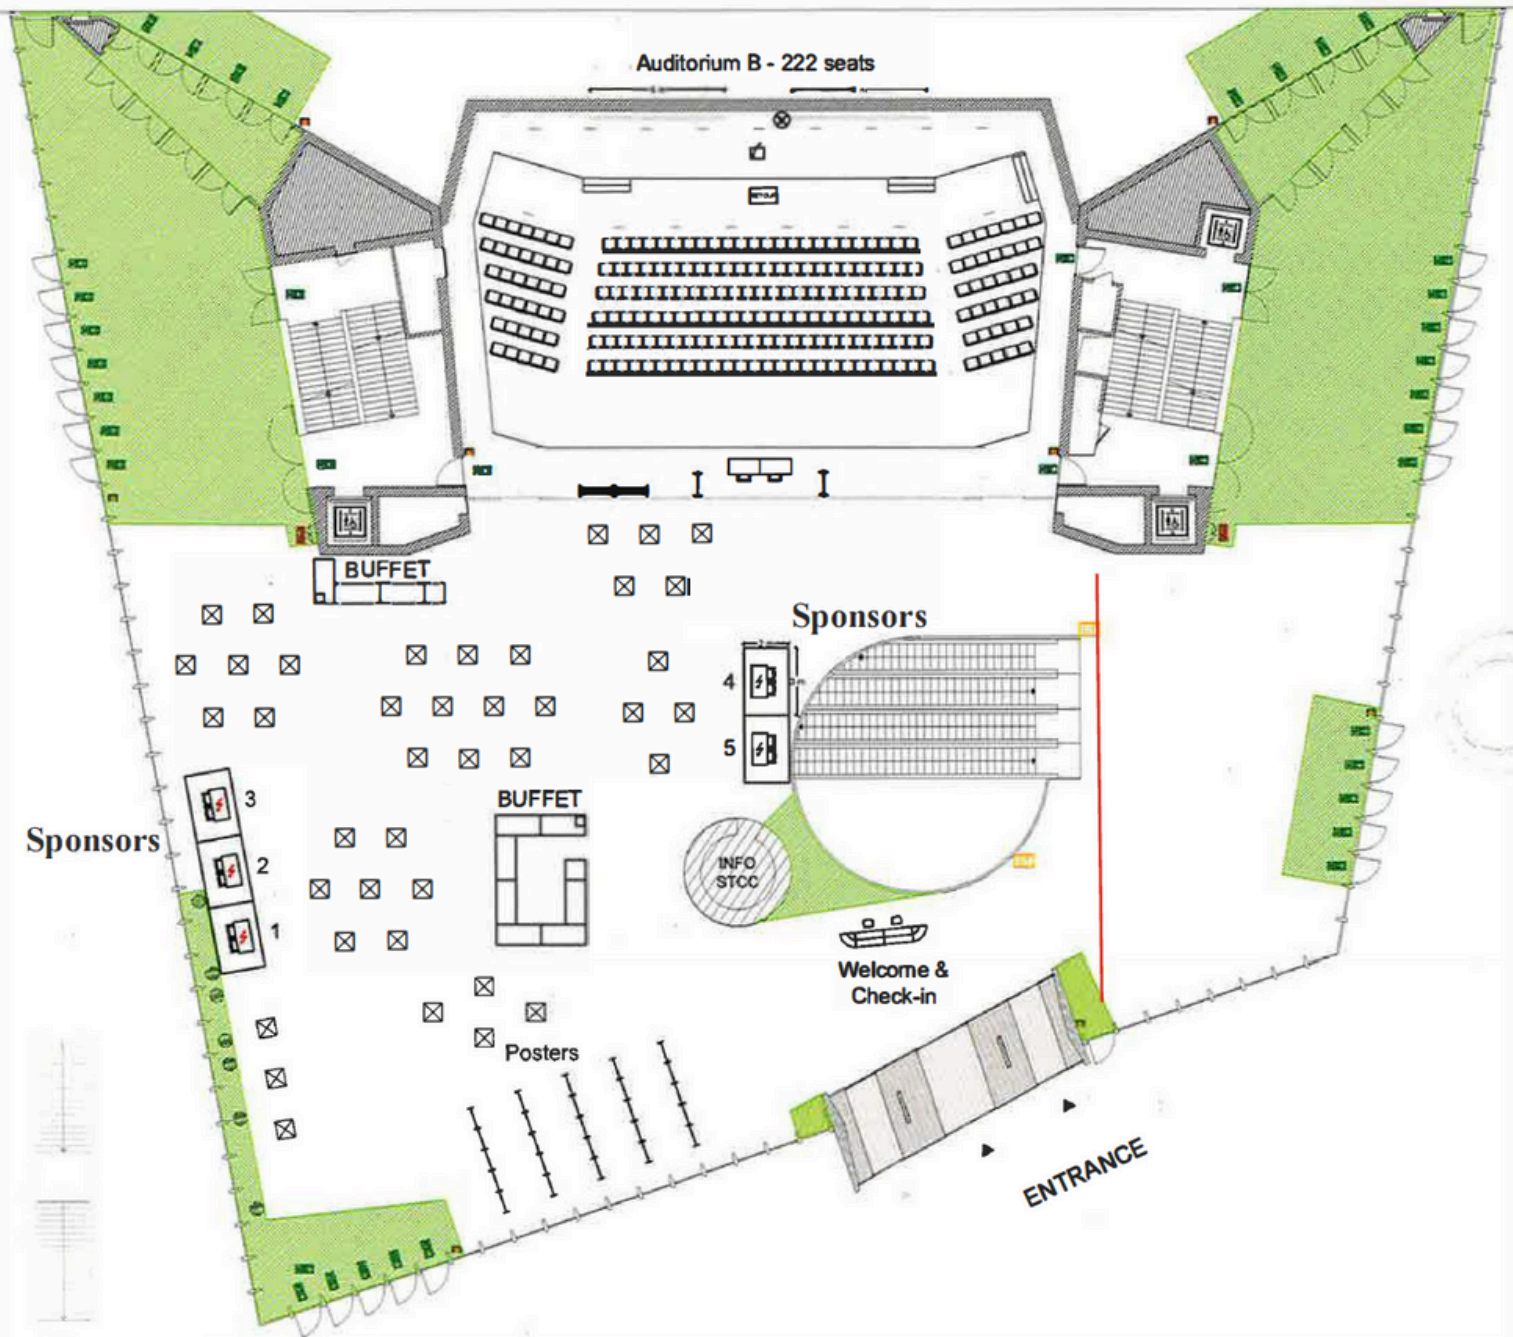 Auditorium B - 222 seats
BUFFET
Sponsors
4
5
BUFFET
3
Sponsors
2
1
INFO
STCC
Welcome &
Check-in
Posters
ENTRANCE